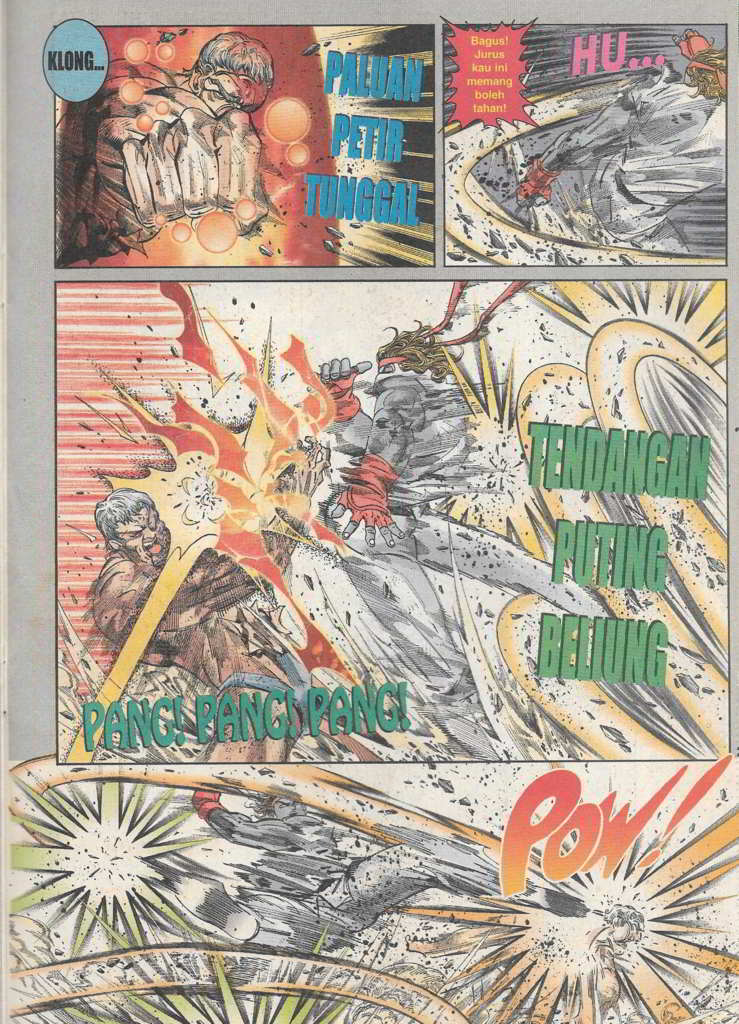 KLONG...
PALUAN
PETIR
TUNGGAL
Bagus!
Jurus
kau ini
memang
boleh
tahan!
HU...
TENDANGAN
PUTING
BELIUNG
PANG! PANG! PANG!
POW!!